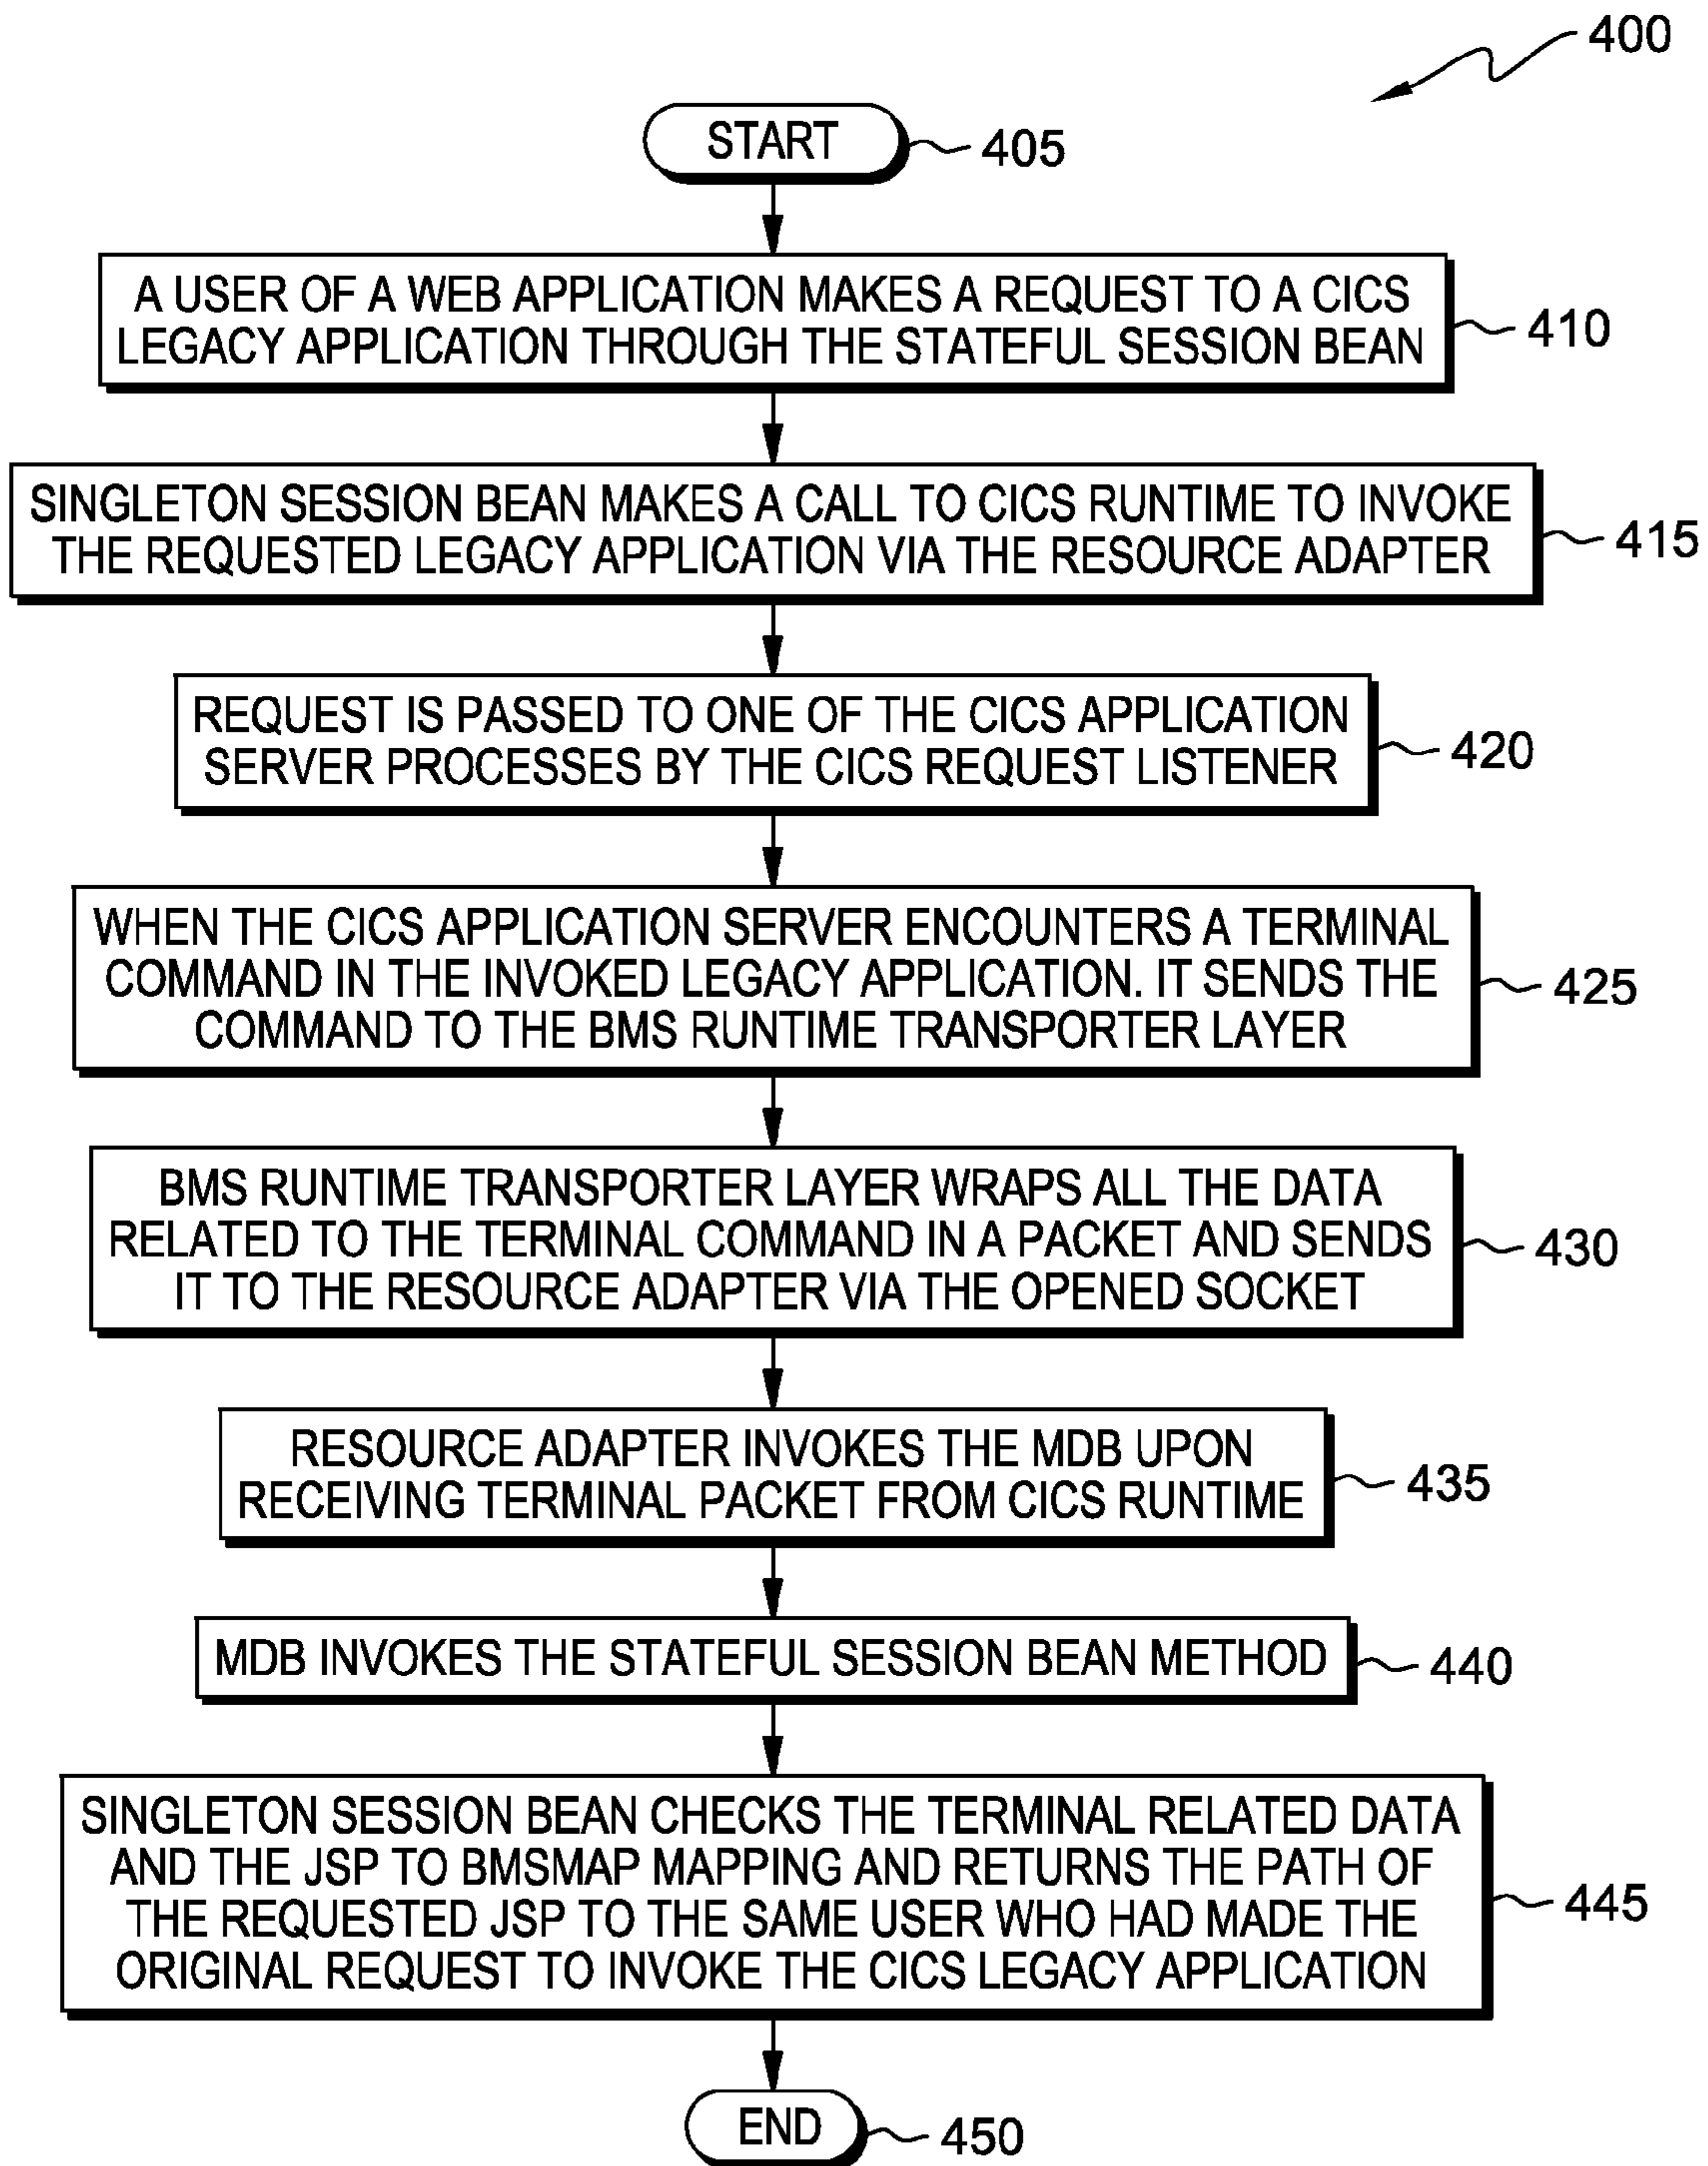 400
START
405
A USER OF A WEB APPLICATION MAKES A REQUEST TO A CICS
LEGACY APPLICATION THROUGH THE STATEFUL SESSION BEAN
410
SINGLETON SESSION BEAN MAKES A CALL TO CICS RUNTIME TO INVOKE
THE REQUESTED LEGACY APPLICATION VIA THE RESOURCE ADAPTER
415
REQUEST IS PASSED TO ONE OF THE CICS APPLICATION
SERVER PROCESSES BY THE CICS REQUEST LISTENER
420
WHEN THE CICS APPLICATION SERVER ENCOUNTERS A TERMINAL
COMMAND IN THE INVOKED LEGACY APPLICATION. IT SENDS THE
COMMAND TO THE BMS RUNTIME TRANSPORTER LAYER
425
BMS RUNTIME TRANSPORTER LAYER WRAPS ALL THE DATA
RELATED TO THE TERMINAL COMMAND IN A PACKET AND SENDS
IT TO THE RESOURCE ADAPTER VIA THE OPENED SOCKET
430
RESOURCE ADAPTER INVOKES THE MDB UPON
RECEIVING TERMINAL PACKET FROM CICS RUNTIME
435
MDB INVOKES THE STATEFUL SESSION BEAN METHOD
440
SINGLETON SESSION BEAN CHECKS THE TERMINAL RELATED DATA
AND THE JSP TO BMSMAP MAPPING AND RETURNS THE PATH OF
THE REQUESTED JSP TO THE SAME USER WHO HAD MADE THE
ORIGINAL REQUEST TO INVOKE THE CICS LEGACY APPLICATION
445
END
450